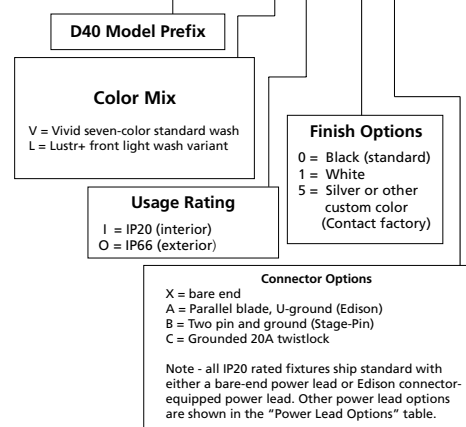 D40 Model Prefix
Color Mix
V = Vivid seven-color standard wash
L = Lustr+ front light wash variant
Finish Options
0 = Black (standard)
1 = White
5 = Silver or other
custom color
(Contact factory)
Usage Rating
I = IP20 (interior)
O = IP66 (exterior)
Connector Options
X = bare end
A = Parallel blade, U-ground (Edison)
B = Two pin and ground (Stage-Pin)
C = Grounded 20A twistlock
Note - all IP20 rated fixtures ship standard with
either a bare-end power lead or Edison connector-
equipped power lead. Other power lead options
are shown in the “Power Lead Options” table.